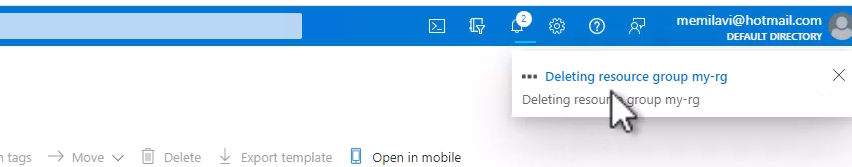 2
memilavi@hotmail.com
DEFAULT DIRECTORY
Deleting resource group my-rg
Deleting resource group my-rg
tags Move Delete Export template Open in mobile